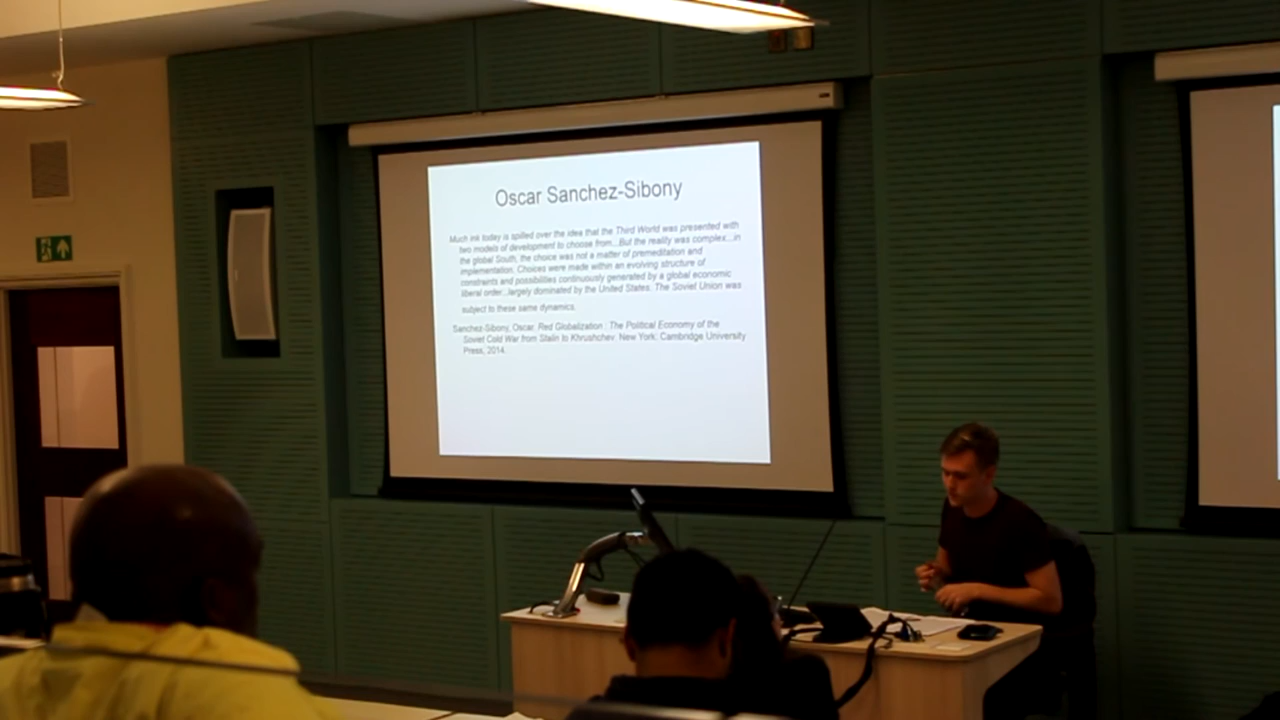 Oscar Sanchez-Sibony
Much ink today is spilled over the idea that the Third World was presented with
two models of development to choose from...But the reality was complex...in
the global South, the choice was not a matter of premeditation and
implementation. Choices were made within an evolving structure of
constraints and possibilities continuously generated by a global economic
liberal order...largely dominated by the United States. The Soviet Union was
subject to these same dynamics.
Sanchez-Sibony, Oscar. Red Globalization : The Political Economy of the
Soviet Cold War from Stalin to Khrushchev. New York: Cambridge University
Press, 2014.